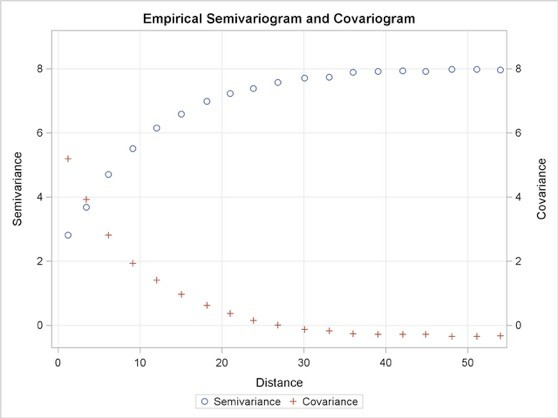 Empirical Semivariogram and Covariogram
8
6
4
2
0
Semivariance
8
6
4
2
0
Covariance
0 10 20 30 40 50
Distance
Semivariance Covariance